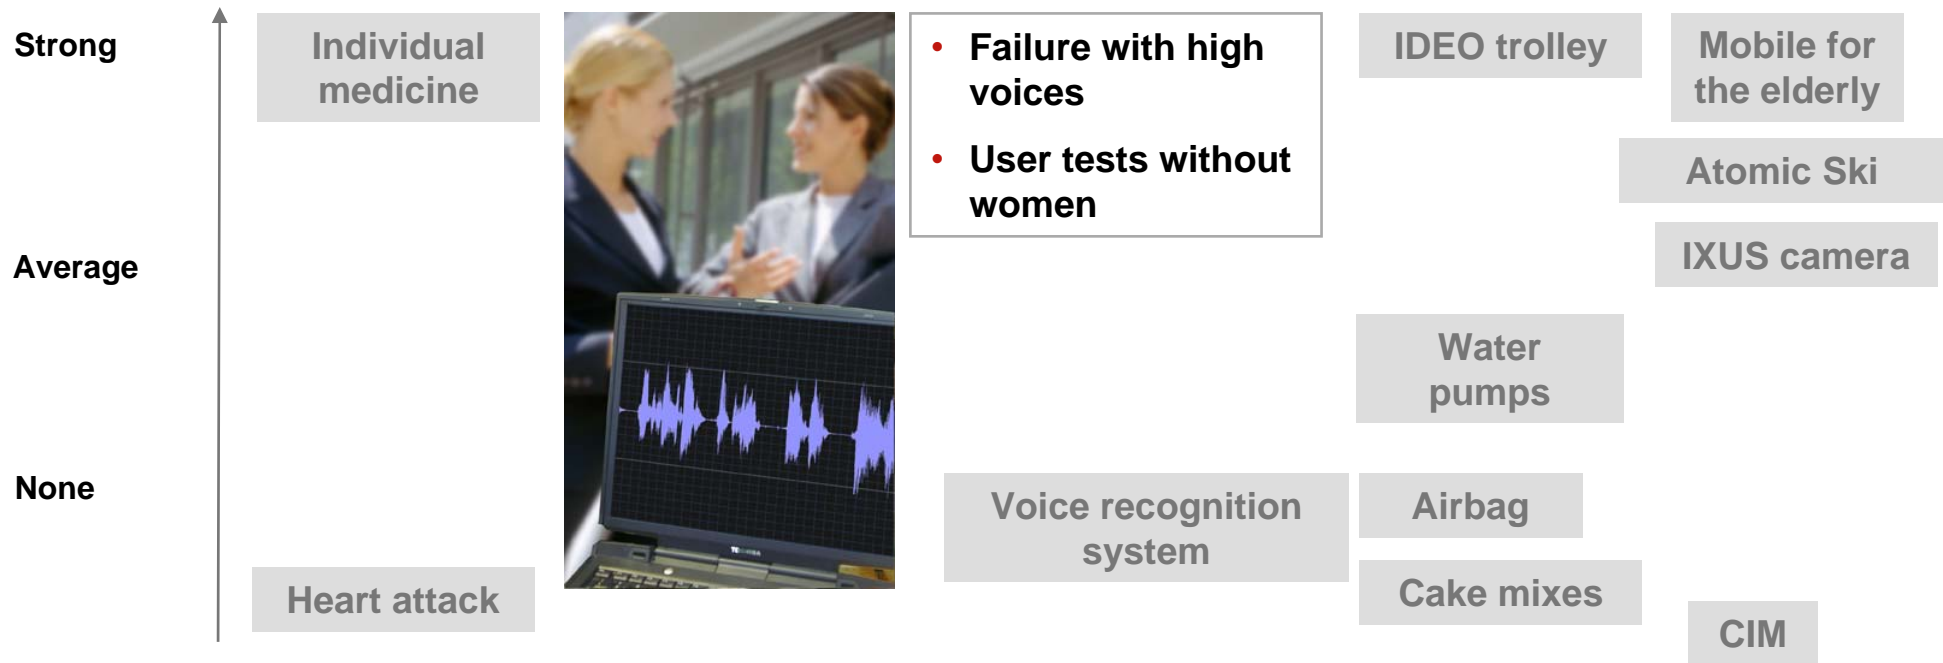 Strong
Individual
medicine
• Failure with high
voices
• User tests without
women
IDEO trolley
Mobile for
the elderly
Atomic Ski
Average
IXUS camera
Water
pumps
None
Voice recognition
system
Airbag
Heart attack
Cake mixes
CIM